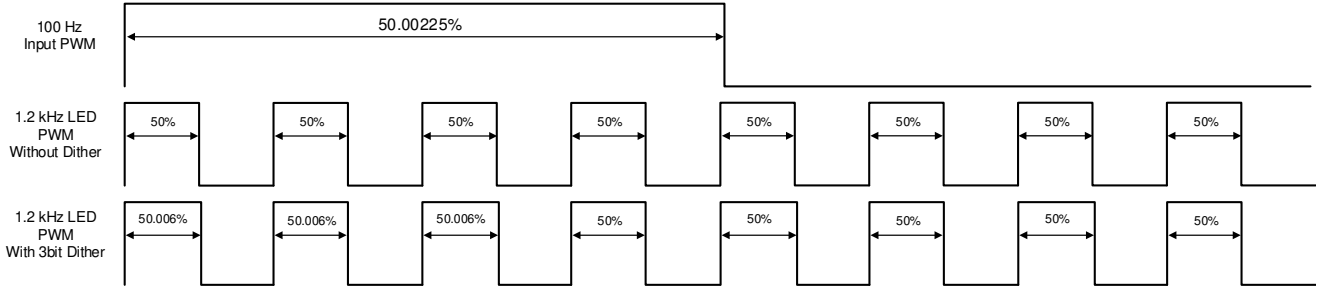 100 Hz
Input PWM
50.00225%
1.2 kHz LED
PWM
Without Dither
50% 50% 50% 50% 50% 50% 50% 50%
1.2 kHz LED
PWM
With 3bit Dither
50.006% 50.006% 50.006% 50% 50% 50% 50% 50%